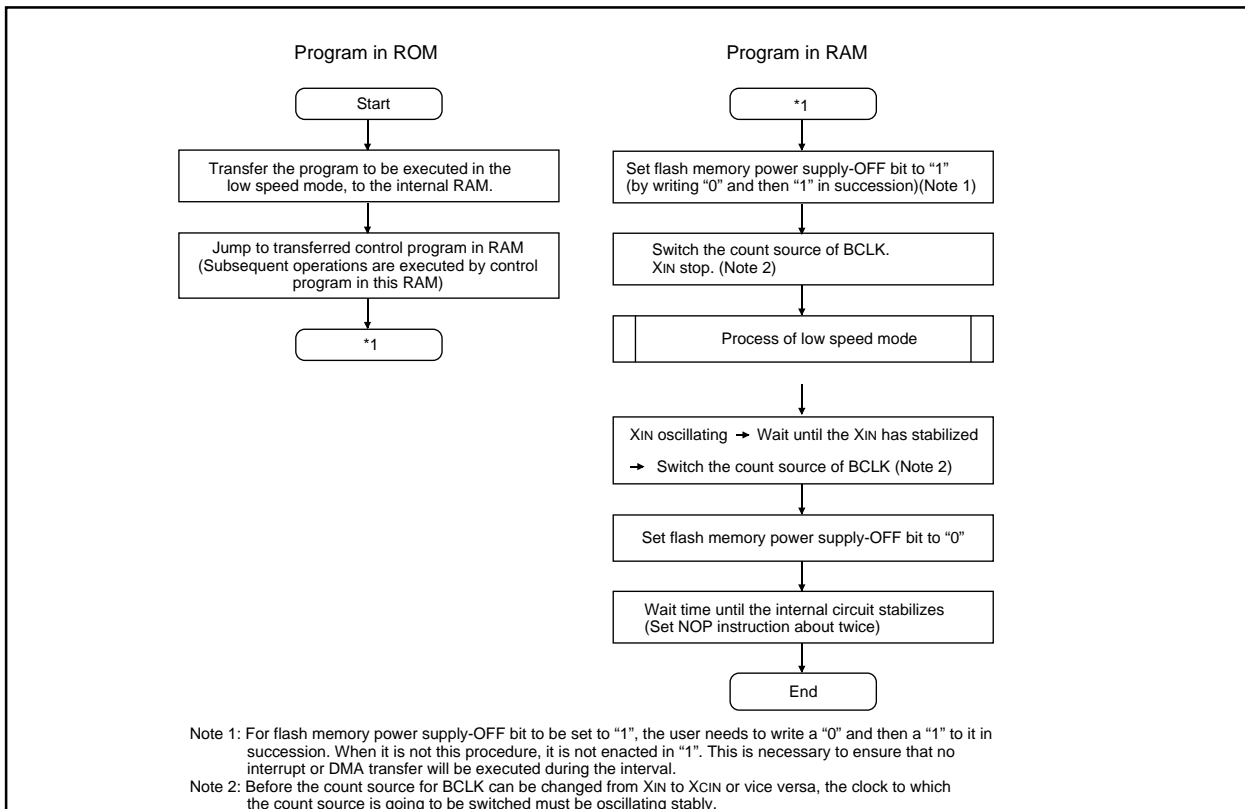 Program in ROM
Start
Transfer the program to be executed in the
low speed mode, to the internal RAM.
Jump to transferred control program in RAM
(Subsequent operations are executed by control
program in this RAM)
*1
Program in RAM
*1
Set flash memory power supply-OFF bit to “1”
(by writing “0” and then “1” in succession)(Note 1)
Switch the count source of BCLK.
XIN stop. (Note 2)
Process of low speed mode
XIN oscillating → Wait until the XIN has stabilized
→ Switch the count source of BCLK (Note 2)
Set flash memory power supply-OFF bit to “0”
Wait time until the internal circuit stabilizes
(Set NOP instruction about twice)
End
Note 1: For flash memory power supply-OFF bit to be set to “1”, the user needs to write a “0” and then a “1” to it in
succession. When it is not this procedure, it is not enacted in “1”. This is necessary to ensure that no
interrupt or DMA transfer will be executed during the interval.
Note 2: Before the count source for BCLK can be changed from XIN to XCIN or vice versa, the clock to which
the count source is going to be switched must be oscillating stably.